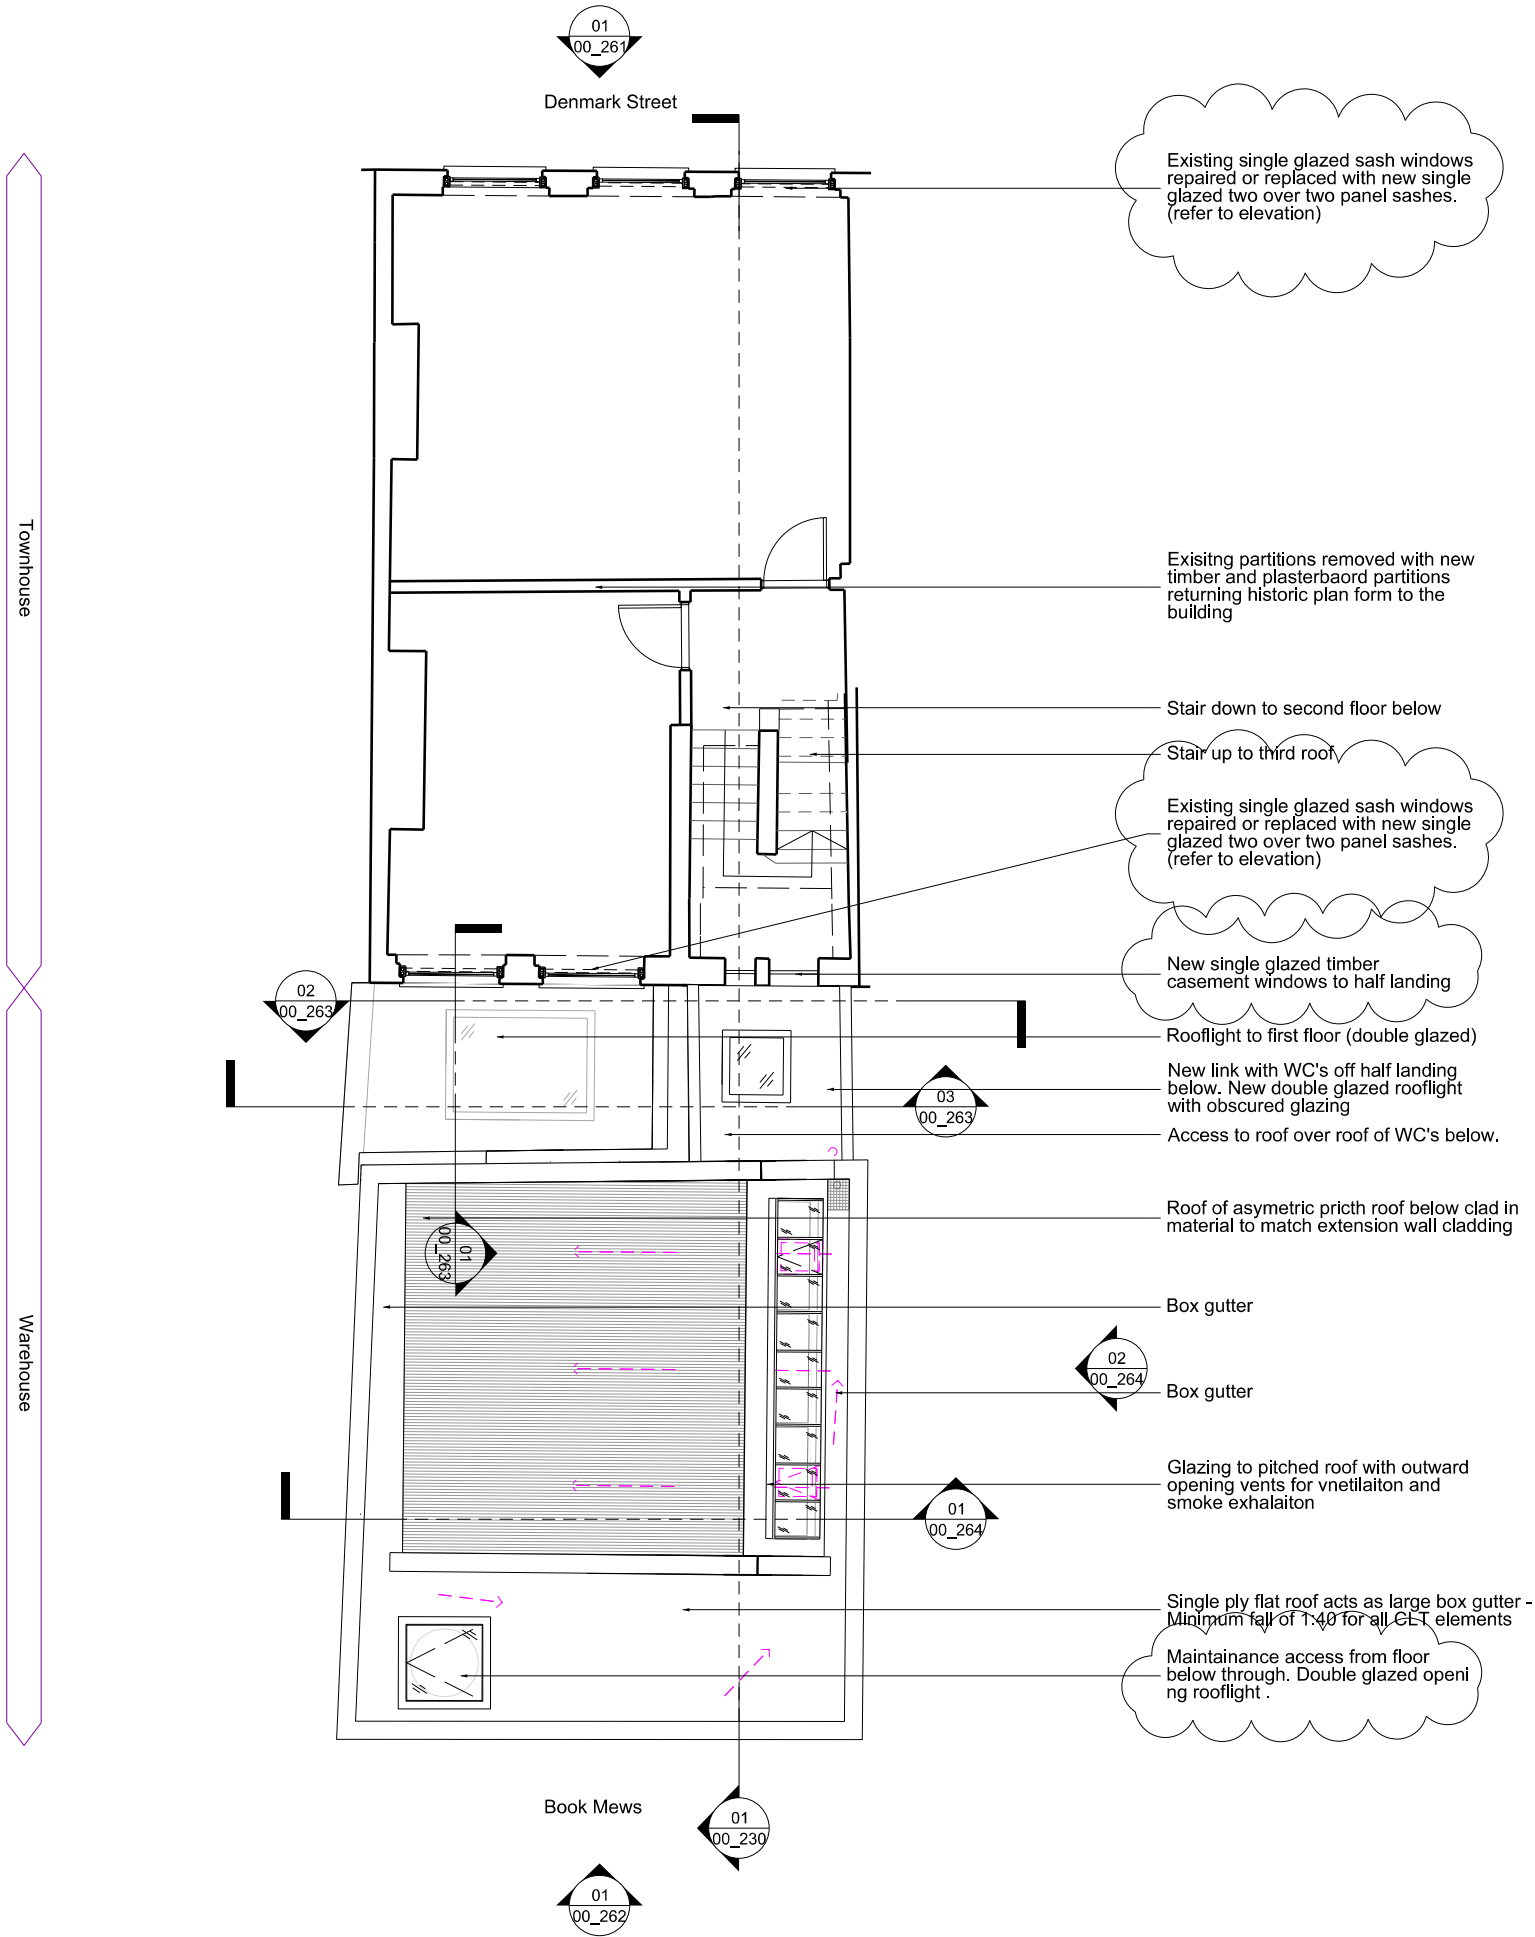 01
00_261
Denmark Street
Existing single glazed sash windows
repaired or replaced with new single
glazed two over two panel sashes.
(refer to elevation)
Townhouse
Exisitng partitions removed with new
timber and plasterbaord partitions
returning historic plan form to the
building
Stair down to second floor below
Stair up to third roof
Existing single glazed sash windows
repaired or replaced with new single
glazed two over two panel sashes.
(refer to elevation)
New single glazed timber
casement windows to half landing
02
00_263
Rooflight to first floor (double glazed)
New link with WC's off half landing
below. New double glazed rooflight
with obscured glazing
03
00_263
Access to roof over roof of WC's below.
Roof of asymetric pricth roof below clad in
material to match extension wall cladding
01
00_263
Box gutter
02
00_264
Box gutter
Warehouse
Glazing to pitched roof with outward
opening vents for vnetilaiton and
smoke exhalaiton
01
00_264
Single ply flat roof acts as large box gutter -
Minimum fall of 1:40 for all CLT elements
Maintainance access from floor
below through. Double glazed openi
ng rooflight .
Book Mews
01
00_230
01
00_262